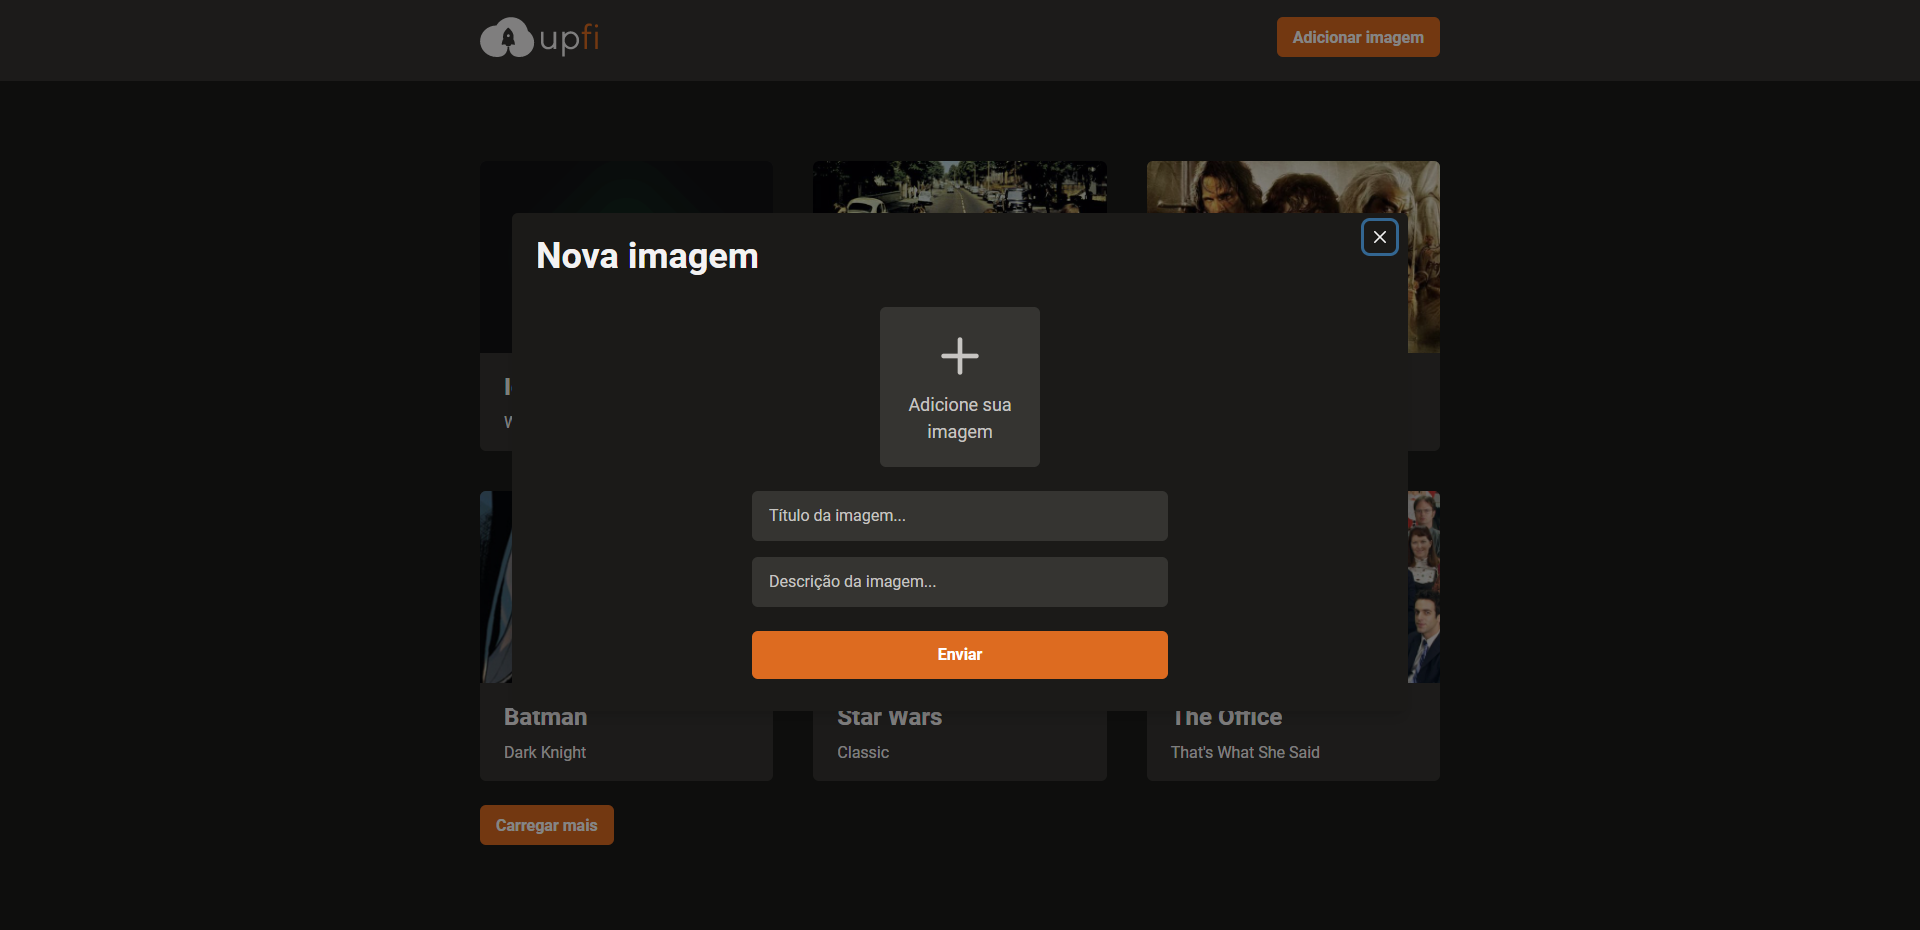 upfi
Adicionar imagem
Nova imagem
Adicione sua
imagem
Título da imagem...
Descrição da imagem...
Enviar
Batman
Star Wars
The Office
Dark Knight
Classic
That's What She Said
Carregar mais